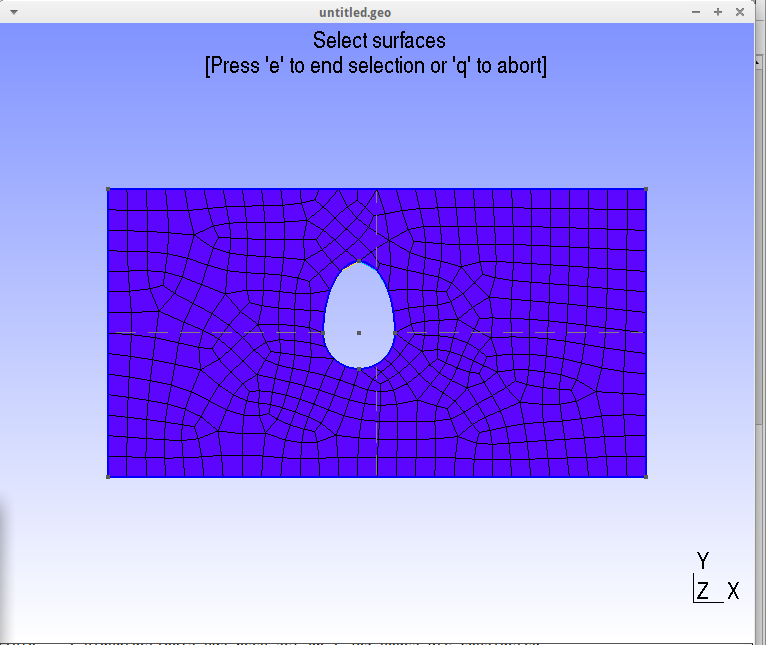 untitled.geo
Select surfaces
[Press 'e' to end selection or 'q' to abort]
Y
Z X